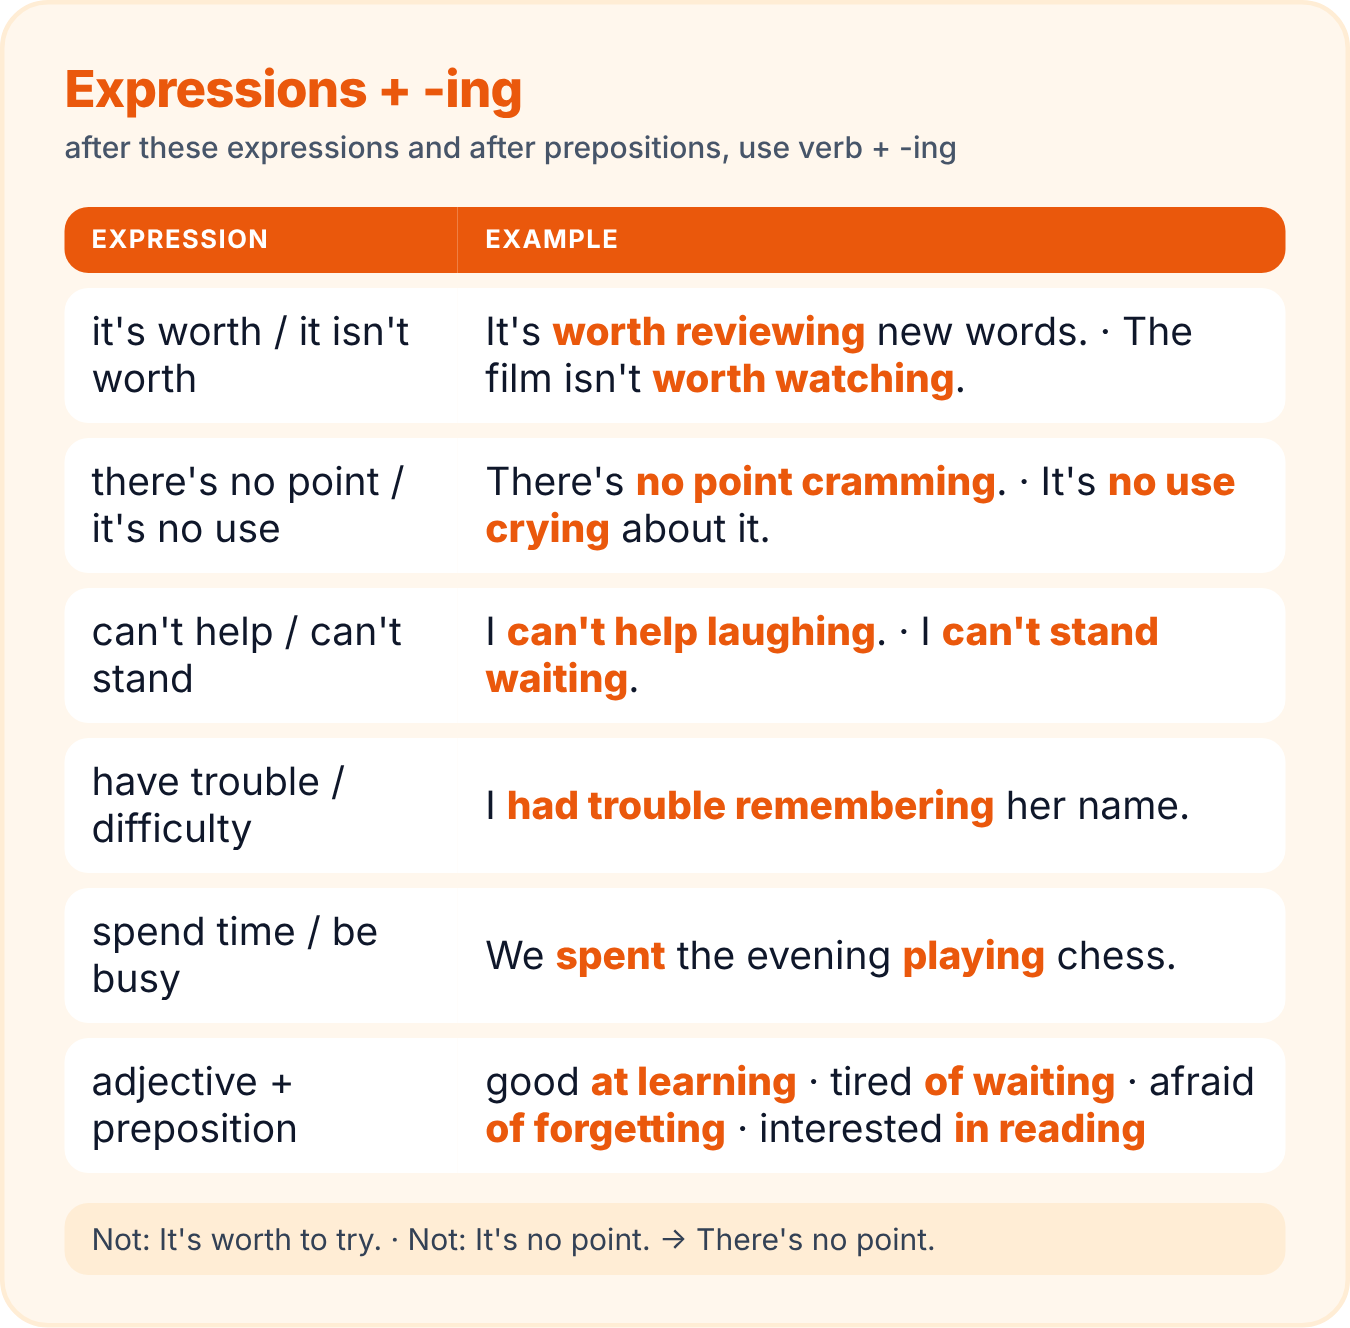 Expressions + -ing
after these expressions and after prepositions, use verb + -ing
EXPRESSION
EXAMPLE
it's worth / it isn't
worth
It's worth reviewing new words. · The
film isn't worth watching.
there's no point /
it's no use
There's no point cramming. · It's no use
crying about it.
can't help / can't
stand
I can't help laughing. · I can't stand
waiting.
have trouble /
difficulty
I had trouble remembering her name.
spend time / be
busy
We spent the evening playing chess.
adjective +
preposition
good at learning · tired of waiting · afraid
of forgetting · interested in reading
Not: It's worth to try. · Not: It's no point. → There's no point.